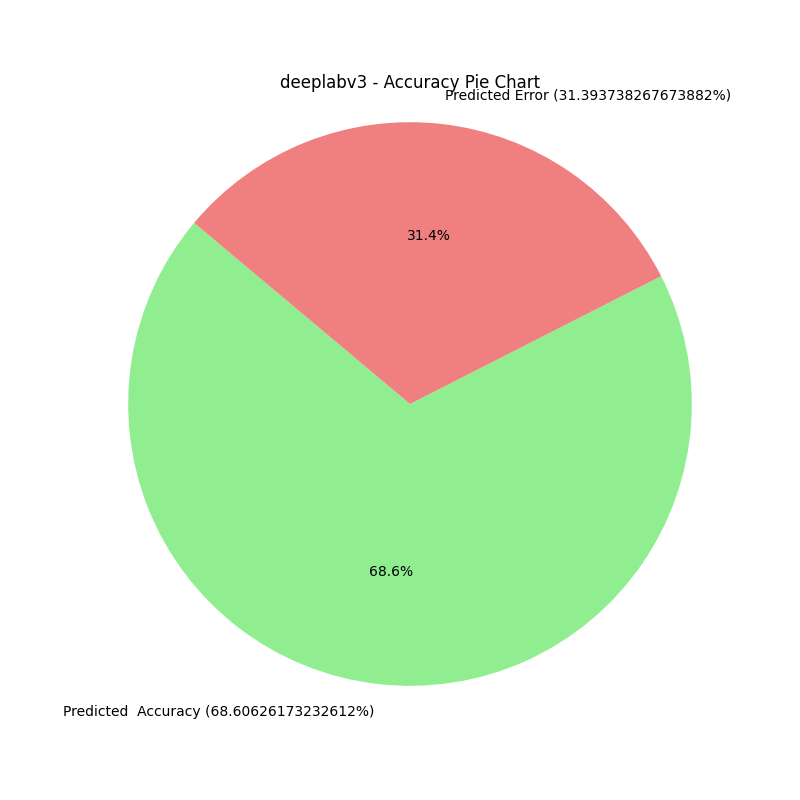 deeplabv3 - Accuracy Pie Chart
Predicted Error (31.393738267673882%)
31.4%
68.6%
Predicted  Accuracy (68.60626173232612%)